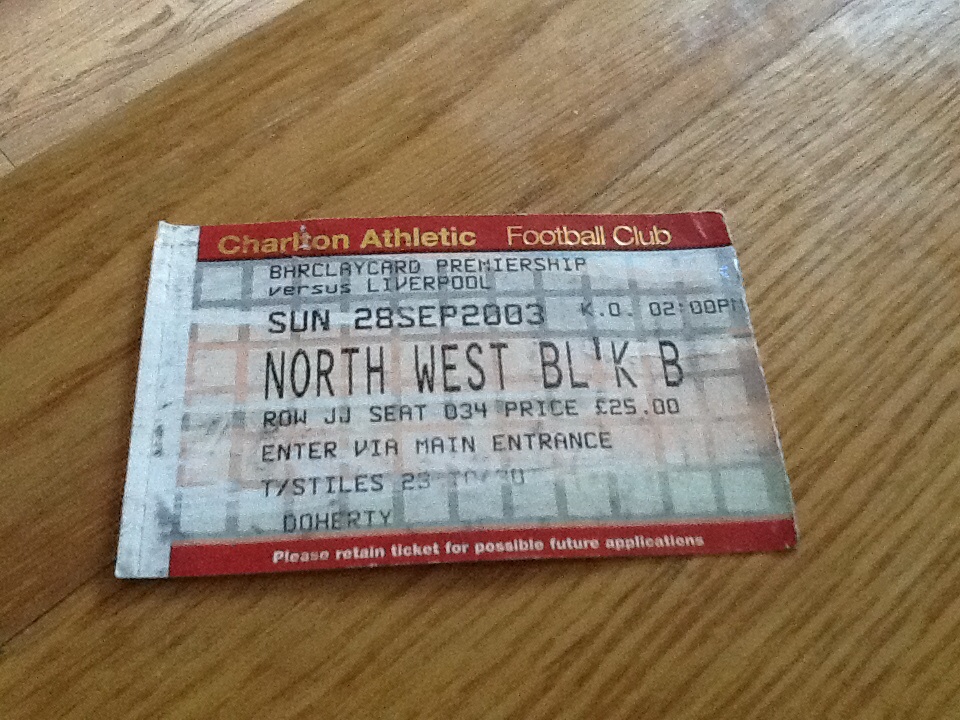 Charlton Athletic Football Club
BARCLAYCARD PREMIERSHIP
versus LIVERPOOL
SUN 28SEP2003 K.O. 02:00PM
NORTH WEST BL'K B
ROW JJ SEAT 034 PRICE £25.00
ENTER VIA MAIN ENTRANCE
T/STILES 23
DOHERTY
Please retain ticket for possible future applications